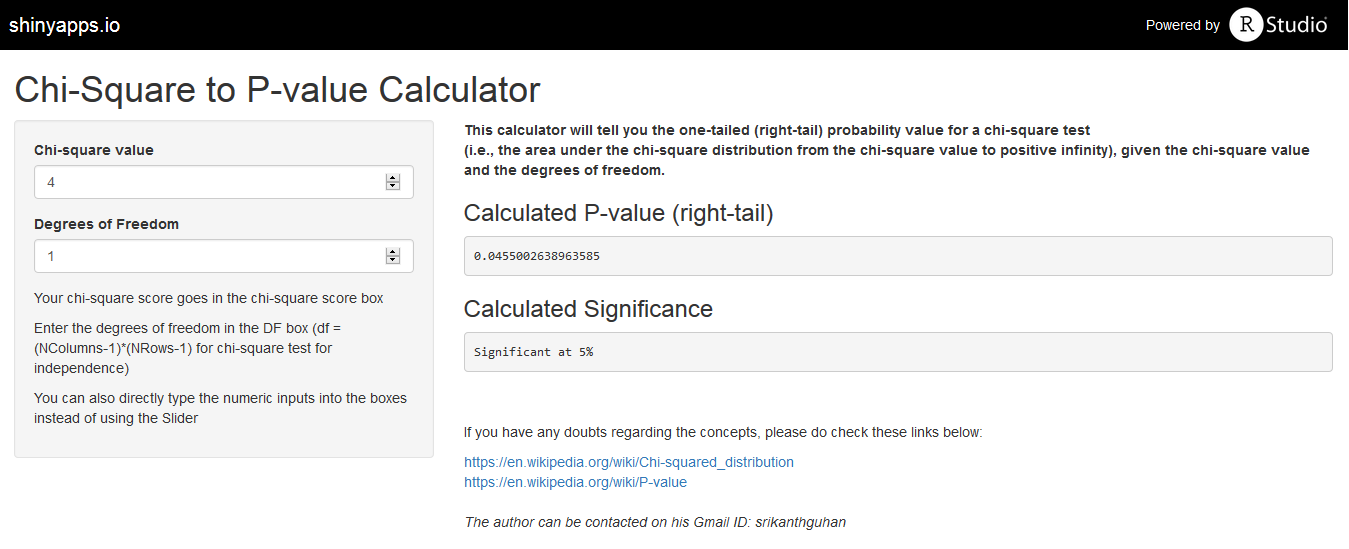 shinyapps.io
Powered by R Studio
Chi-Square to P-value Calculator
Chi-square value
4
Degrees of Freedom
1
Your chi-square score goes in the chi-square score box
Enter the degrees of freedom in the DF box (df =
(NColumns-1)*(NRows-1) for chi-square test for
independence)
You can also directly type the numeric inputs into the boxes
instead of using the Slider
This calculator will tell you the one-tailed (right-tail) probability value for a chi-square test
(i.e., the area under the chi-square distribution from the chi-square value to positive infinity), given the chi-square value
and the degrees of freedom.
Calculated P-value (right-tail)
0.0455002638963585
Calculated Significance
Significant at 5%
If you have any doubts regarding the concepts, please do check these links below:
https://en.wikipedia.org/wiki/Chi-squared_distribution
https://en.wikipedia.org/wiki/P-value
The author can be contacted on his Gmail ID: srikanthguhan